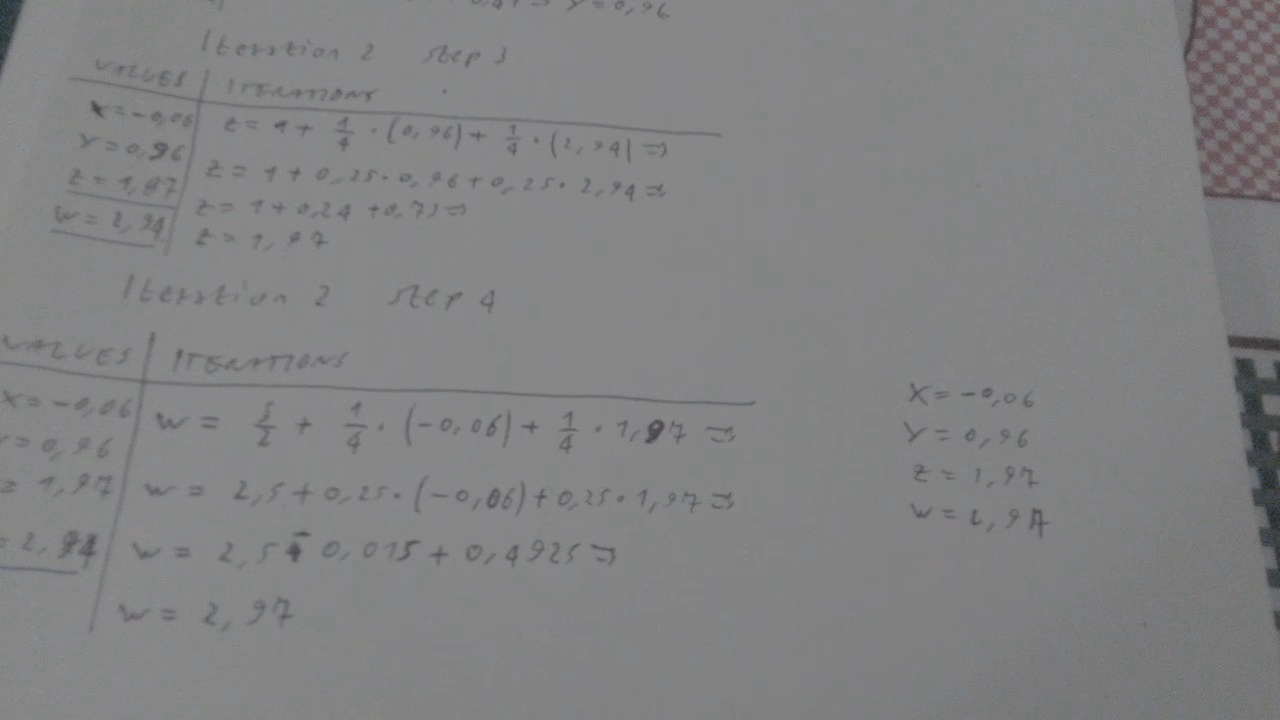 Y = 0,96
Iteration 2 step 3
VALUES ITERATIONS
X = -0,06 z = 1 + 1/4 · (0,96) + 1/4 · (2,94) =>
Y = 0,96 z = 1 + 0,25 · 0,96 + 0,25 · 2,94 =>
z = 1,87 z = 1 + 0,24 + 0,73 =>
w = 2,94 z = 1,97
Iteration 2 step 4
VALUES ITERATIONS
X = -0,06 w = 5/2 + 1/4 · (-0,06) + 1/4 · 1,97 =>
= 0,96
= 1,97 w = 2,5 + 0,25 · (-0,06) + 0,25 · 1,97 =>
= 2,94 w = 2,5 - 0,015 + 0,4925 =>
w = 2,97
X = -0,06
Y = 0,96
z = 1,97
w = 2,97